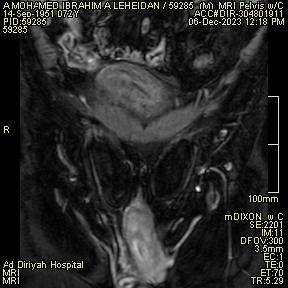 A MOHAMED IBRAHIM A LEHEIDAN / 59285 (M) MRI Pelvis w/C
14-Sep-1951 072Y
ACC#DIR-304801911
PID:59285
06-Dec-2023 12:18 PM
59285
R
100mm
mDIXON_w C
SE:2201
IM:11
DFOV:300
3.5mm
EC:1
TE:0
ET:70
TR:5.29
Ad Diriyah Hospital
MRI
MRI